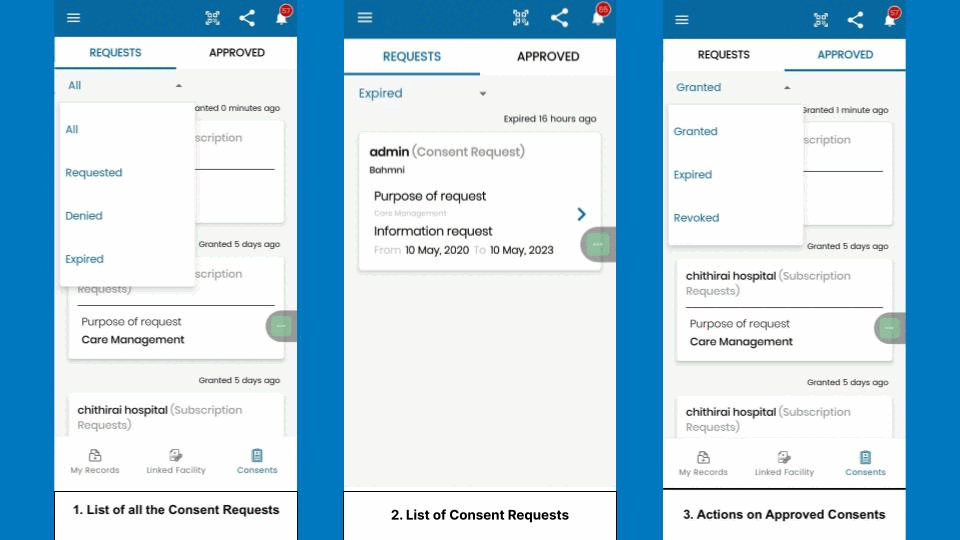 57
REQUESTS
APPROVED
All
anted 0 minutes ago
All
scription
Requested
Denied
Granted 5 days ago
Expired
scription
Requests)
Purpose of request
Care Management
Granted 5 days ago
chithirai hospital (Subscription
Requests)
My Records
Linked Facility
Consents
1. List of all the Consent Requests
65
REQUESTS
APPROVED
Expired
Expired 16 hours ago
admin (Consent Request)
Bahmni
Purpose of request
Care Management
Information request
From 10 May, 2020 To 10 May, 2023
2. List of Consent Requests
57
REQUESTS
APPROVED
Granted
Granted 1 minute ago
Granted
scription
Expired
Revoked
Granted 5 days ago
chithirai hospital (Subscription
Requests)
Purpose of request
Care Management
Granted 5 days ago
chithirai hospital (Subscription
Requests)
My Records
Linked Facility
Consents
3. Actions on Approved Consents